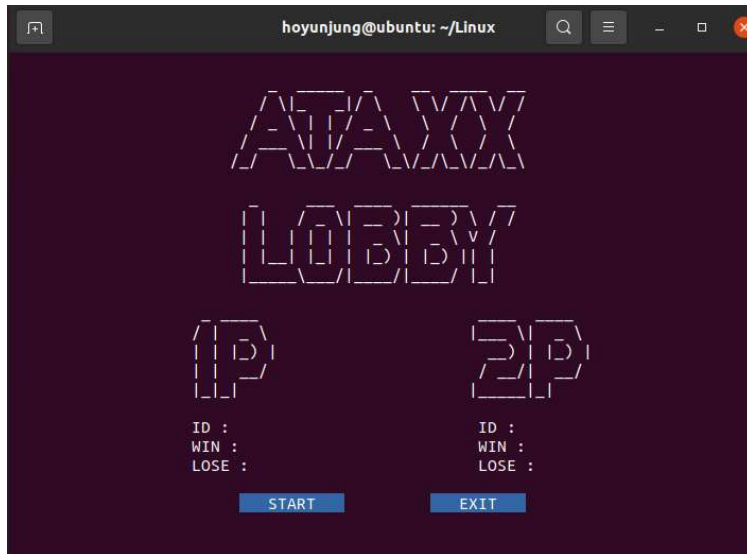 hoyunjung@ubuntu: ~/Linux
ATAXX
LOBBY
1P 2P
ID : ID :
WIN : WIN :
LOSE : LOSE :
START EXIT